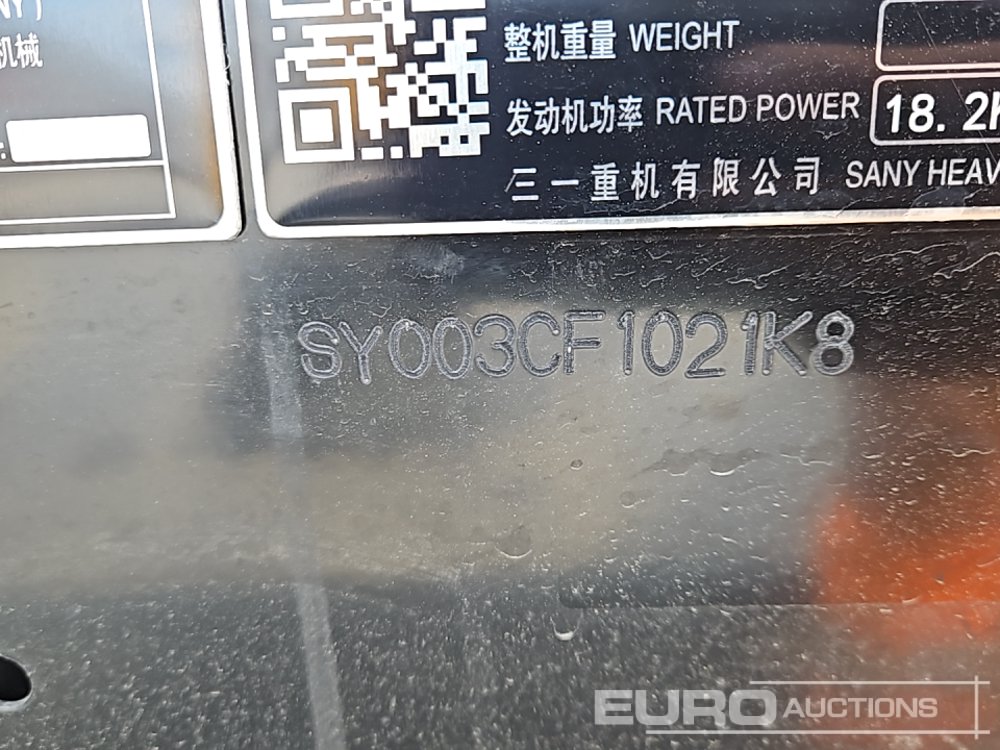 NY)
机械
整机重量 WEIGHT
发动机功率 RATED POWER 18.2K
三一重机有限公司 SANY HEAV
SY003CF1021K8
EURO AUCTIONS